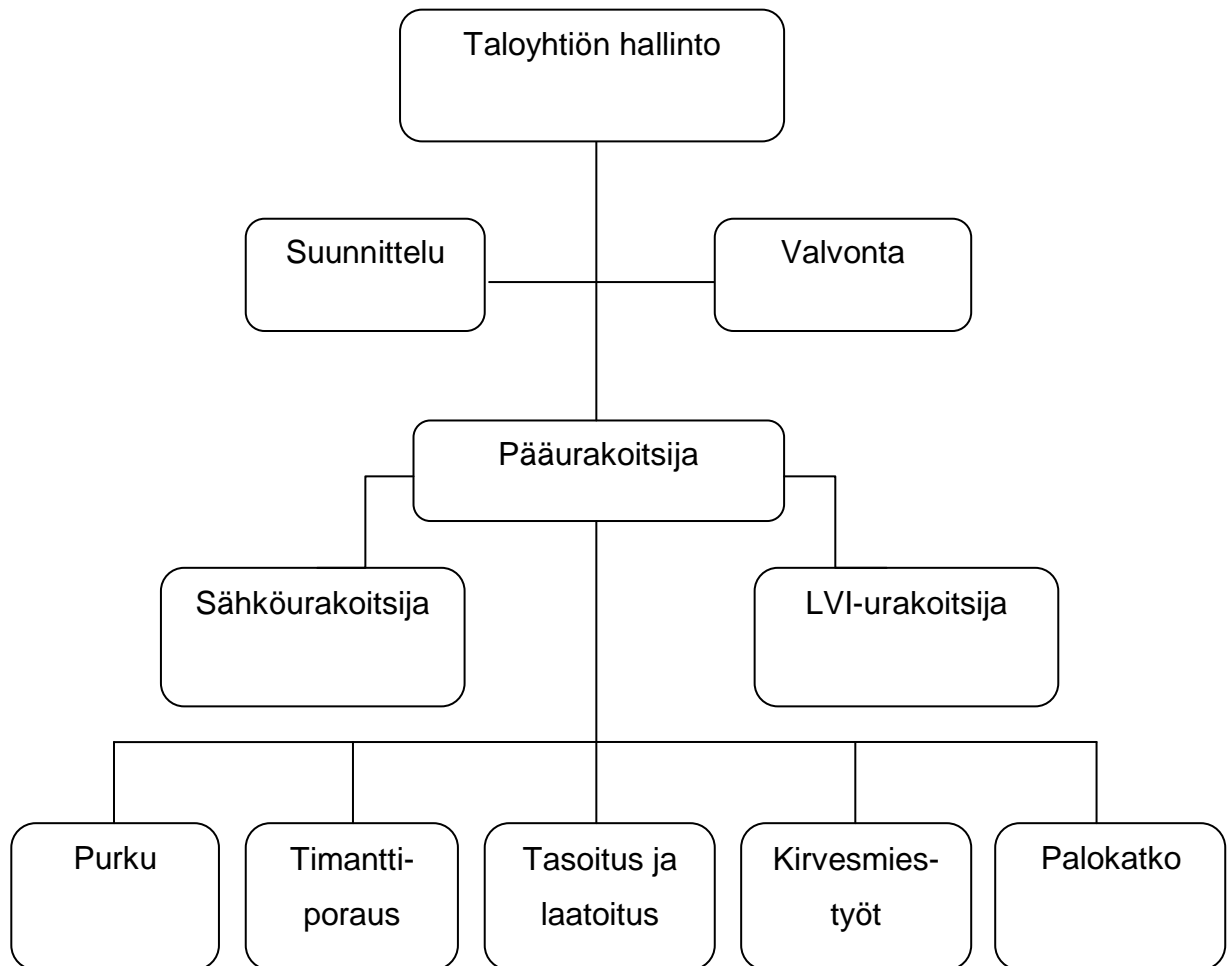 Taloyhtiön hallinto
Suunnittelu
Valvonta
Pääurakoitsija
Sähköurakoitsija
LVI-urakoitsija
Purku
Timantti-
poraus
Tasoitus ja
laatoitus
Kirvesmies-
työt
Palokatko